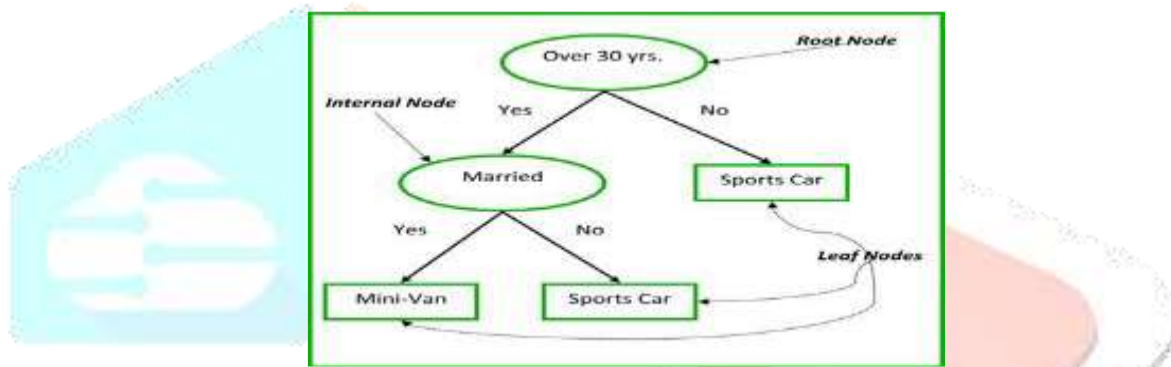 Over 30 yrs.
Root Node
Internal Node
Yes
No
Married
Sports Car
Yes
No
Leaf Nodes
Mini-Van
Sports Car